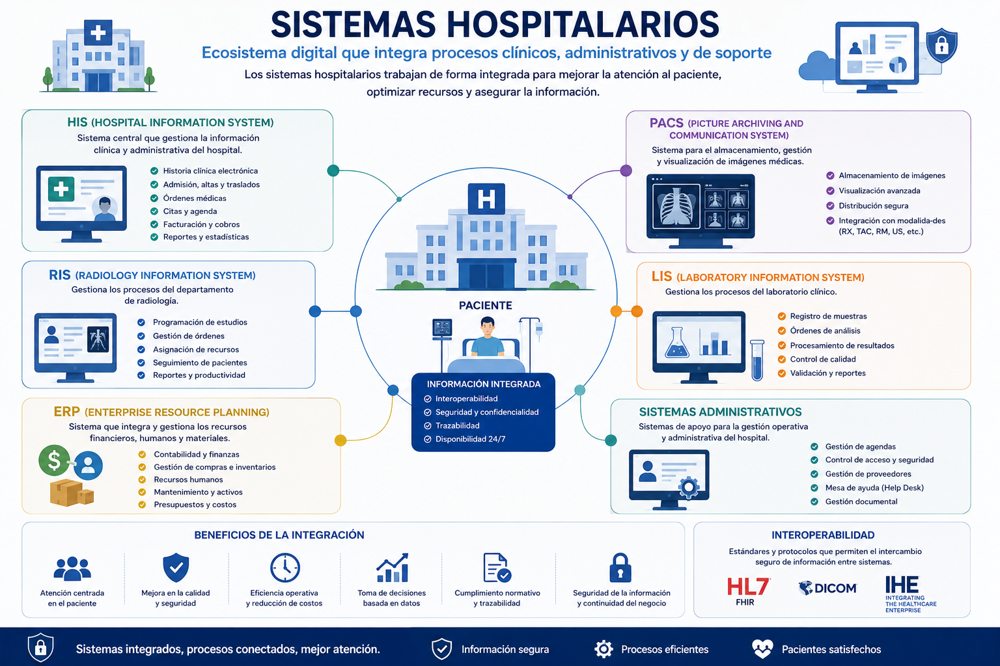 SISTEMAS HOSPITALARIOS
Ecosistema digital que integra procesos clínicos, administrativos y de soporte
Los sistemas hospitalarios trabajan de forma integrada para mejorar la atención al paciente,
optimizar recursos y asegurar la información.
HIS (HOSPITAL INFORMATION SYSTEM)
Sistema central que gestiona la información
clínica y administrativa del hospital.
Historia clínica electrónica
Admisión, altas y traslados
Órdenes médicas
Citas y agenda
Facturación y cobros
Reportes y estadísticas
PACS (PICTURE ARCHIVING AND
COMMUNICATION SYSTEM)
Sistema para el almacenamiento, gestión
y visualización de imágenes médicas.
Almacenamiento de imágenes
Visualización avanzada
Distribución segura
Integración con modalida-des
(RX, TAC, RM, US, etc.)
RIS (RADIOLOGY INFORMATION SYSTEM)
Gestiona los procesos del departamento
de radiología.
Programación de estudios
Gestión de órdenes
Asignación de recursos
Seguimiento de pacientes
Reportes y productividad
H
PACIENTE
INFORMACIÓN INTEGRADA
Interoperabilidad
Seguridad y confidencialidad
Trazabilidad
Disponibilidad 24/7
LIS (LABORATORY INFORMATION SYSTEM)
Gestiona los procesos del laboratorio clínico.
Registro de muestras
Órdenes de análisis
Procesamiento de resultados
Control de calidad
Validación y reportes
ERP (ENTERPRISE RESOURCE PLANNING)
Sistema que integra y gestiona los recursos
financieros, humanos y materiales.
$
Contabilidad y finanzas
Gestión de compras e inventarios
Recursos humanos
Mantenimiento y activos
Presupuestos y costos
SISTEMAS ADMINISTRATIVOS
Sistemas de apoyo para la gestión operativa
y administrativa del hospital.
Gestión de agendas
Control de acceso y seguridad
Gestión de proveedores
Mesa de ayuda (Help Desk)
Gestión documental
BENEFICIOS DE LA INTEGRACIÓN
Atención centrada
en el paciente
Mejora en la calidad
y seguridad
Eficiencia operativa
y reducción de costos
Toma de decisiones
basada en datos
Cumplimiento normativo
y trazabilidad
Seguridad de la información
y continuidad del negocio
INTEROPERABILIDAD
Estándares y protocolos que permiten el intercambio
seguro de información entre sistemas.
HL7
FHIR
DICOM
IHE
INTEGRATING
THE HEALTHCARE
ENTERPRISE
Sistemas integrados, procesos conectados, mejor atención.
Información segura
Procesos eficientes
Pacientes satisfechos